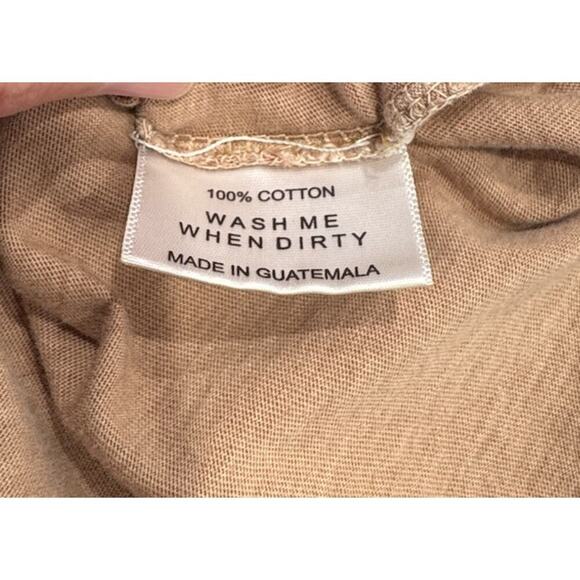 100% COTTON
WASH ME
WHEN DIRTY
MADE IN GUATEMALA